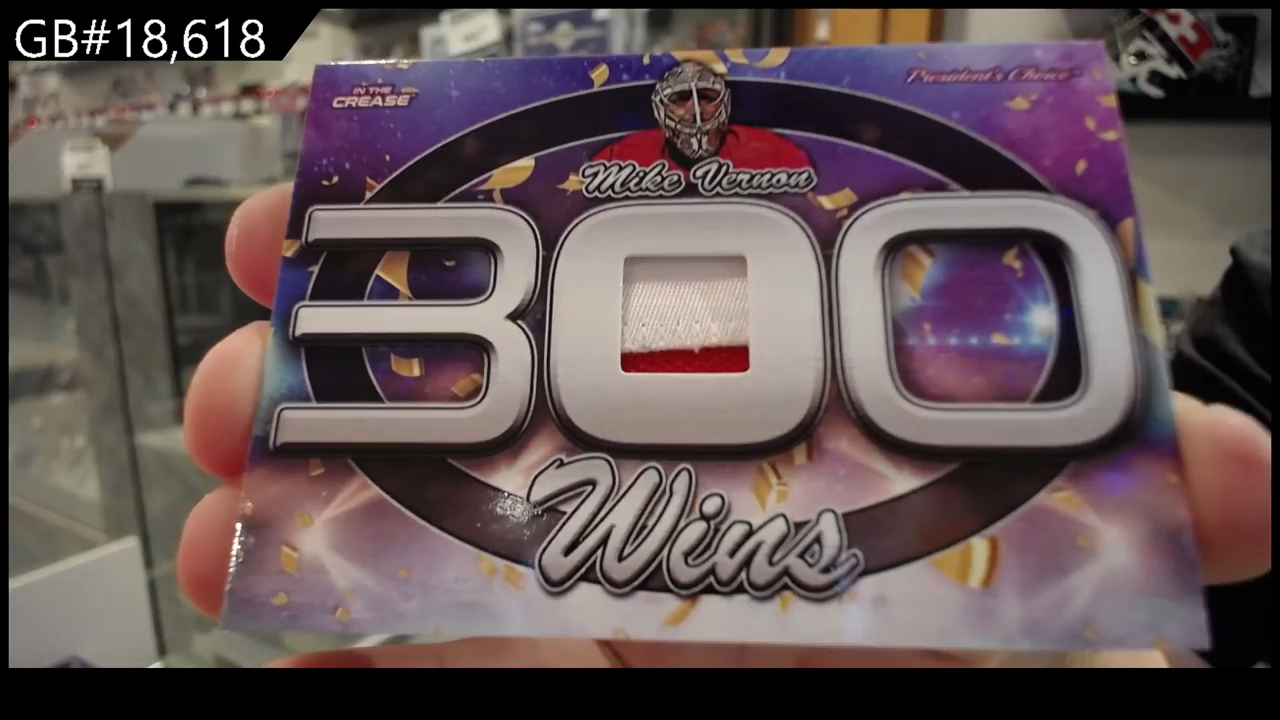 GB#18,618
IN THE
CREASE
President's Choice
Mike Vernon
300
Wins